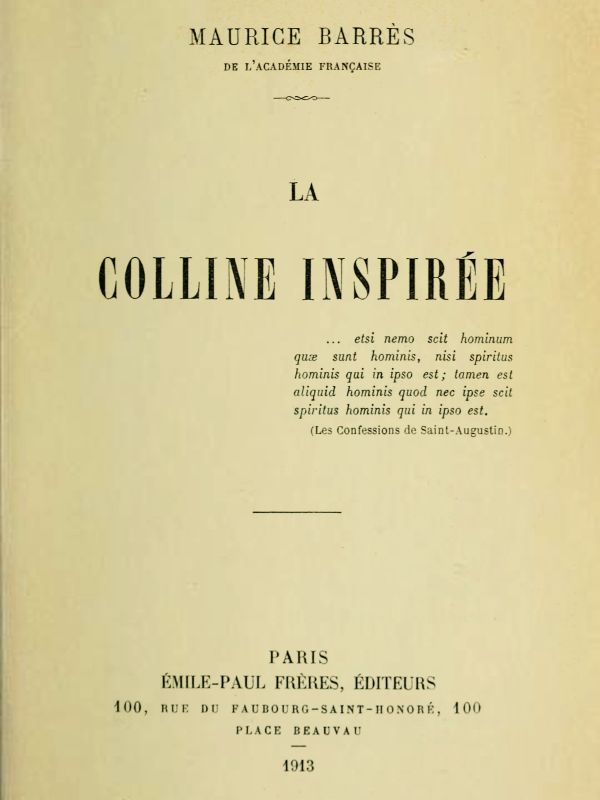 MAURICE BARRÈS
DE L'ACADÉMIE FRANÇAISE
LA
COLLINE INSPIRÉE
... etsi nemo scit hominum
quæ sunt hominis, nisi spiritus
hominis qui in ipso est; tamen est
aliquid hominis quod nec ipse scit
spiritus hominis qui in ipso est.
(Les Confessions de Saint-Augustin.)
PARIS
ÉMILE-PAUL FRÈRES, ÉDITEURS
100, RUE DU FAUBOURG-SAINT-HONORÉ, 100
PLACE BEAUVAU
1913